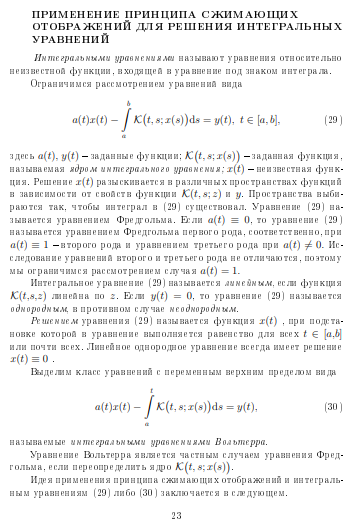 ПРИМЕНЕНИЕ ПРИНЦИПА СЖИМАЮЩИХ
ОТОБРАЖЕНИЙ ДЛЯ РЕШЕНИЯ ИНТЕГРАЛЬНЫХ
УРАВНЕНИЙ
Интегральными уравнениями называют уравнения относительно
неизвестной функции, входящей в уравнение под знаком интеграла.
Ограничимся рассмотрением уравнений вида
a(t)x(t) − ∫_a^b K(t, s; x(s))ds = y(t), t ∈ [a, b], (29)
здесь a(t), y(t) – заданные функции; K(t, s; x(s)) – заданная функция,
называемая ядром интегрального уравнения; x(t) – неизвестная функ-
ция. Решение x(t) разыскивается в различных пространствах функций
в зависимости от свойств функции K(t, s; z) и y. Пространства выби-
раются так, чтобы интеграл в (29) существовал. Уравнение (29) на-
зывается уравнением Фредгольма. Если a(t) ≡ 0, то уравнение (29)
называется уравнением Фредгольма первого рода, соответственно, при
a(t) ≡ 1 – второго рода и уравнением третьего рода при a(t) ≠ 0. Ис-
следование уравнений второго и третьего рода не отличаются, поэтому
мы ограничимся рассмотрением случая a(t) = 1.
Интегральное уравнение (29) называется линейным, если функция
K(t,s,z) линейна по z. Если y(t) = 0, то уравнение (29) называется
однородным, в противном случае неоднородным.
Решением уравнения (29) называется функция x(t) , при подста-
новке которой в уравнение выполняется равенство для всех t ∈ [a,b]
или почти всех. Линейное однородное уравнение всегда имеет решение
x(t) ≡ 0 .
Выделим класс уравнений с переменным верхним пределом вида
a(t)x(t) − ∫_a^t K(t, s; x(s))ds = y(t), (30)
называемые интегральными уравнениями Вольтерра.
Уравнение Вольтерра является частным случаем уравнения Фред-
гольма, если переопределить ядро K(t, s; x(s)).
Идея применения принципа сжимающих отображений и интеграль-
ным уравнениям (29) либо (30) заключается в следующем.
23